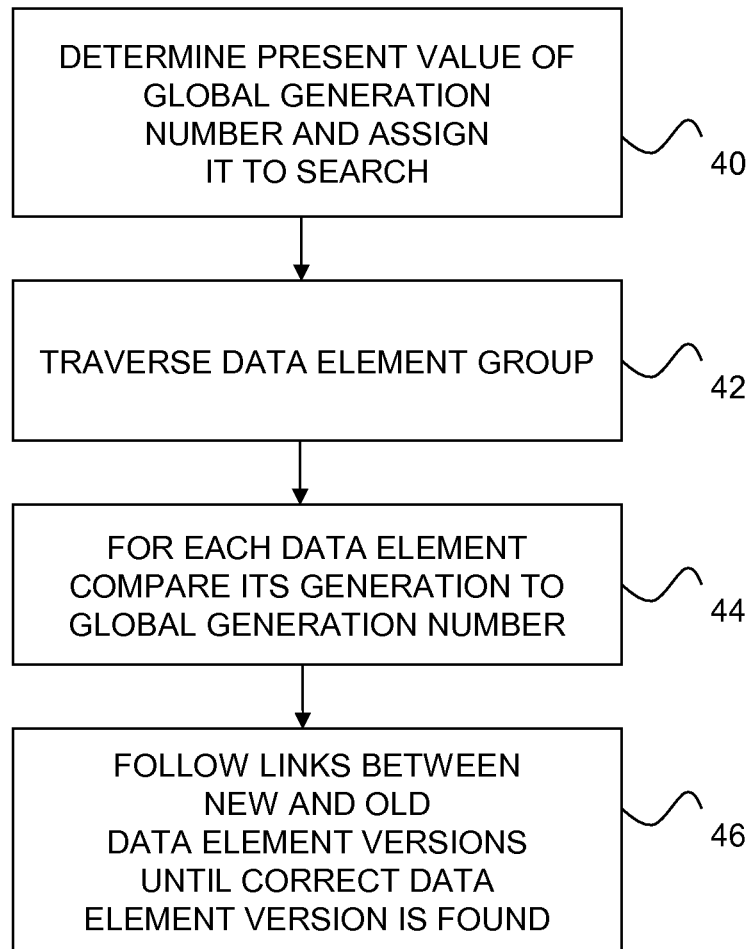 DETERMINE PRESENT VALUE OF
GLOBAL GENERATION
NUMBER AND ASSIGN
IT TO SEARCH
40
TRAVERSE DATA ELEMENT GROUP
42
FOR EACH DATA ELEMENT
COMPARE ITS GENERATION TO
GLOBAL GENERATION NUMBER
44
FOLLOW LINKS BETWEEN
NEW AND OLD
DATA ELEMENT VERSIONS
UNTIL CORRECT DATA
ELEMENT VERSION IS FOUND
46